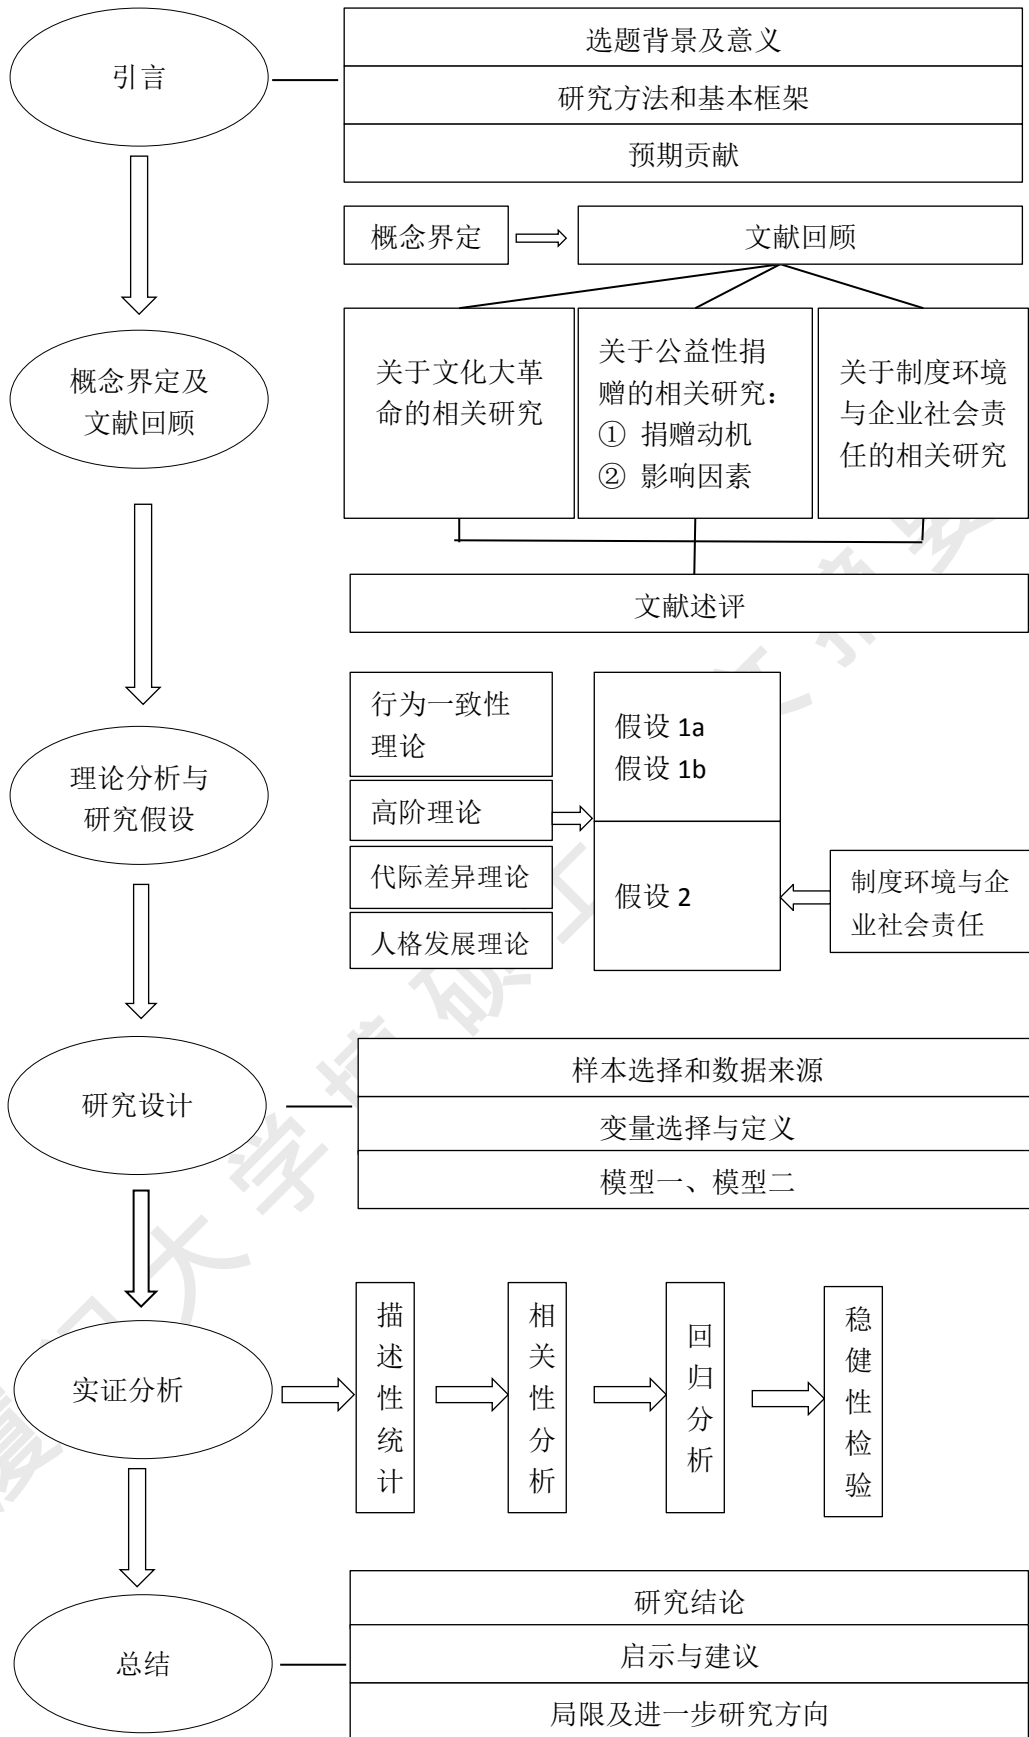 引言
选题背景及意义
研究方法和基本框架
预期贡献
概念界定及
文献回顾
概念界定
文献回顾
关于文化大革
命的相关研究
关于公益性捐
赠的相关研究：
① 捐赠动机
② 影响因素
关于制度环境
与企业社会责
任的相关研究
文献述评
理论分析与
研究假设
行为一致性
理论
高阶理论
代际差异理论
人格发展理论
假设 1a
假设 1b
假设 2
制度环境与企
业社会责任
研究设计
样本选择和数据来源
变量选择与定义
模型一、模型二
实证分析
描述性统计
相关性分析
回归分析
稳健性检验
总结
研究结论
启示与建议
局限及进一步研究方向
厦门大学博硕士论文摘要